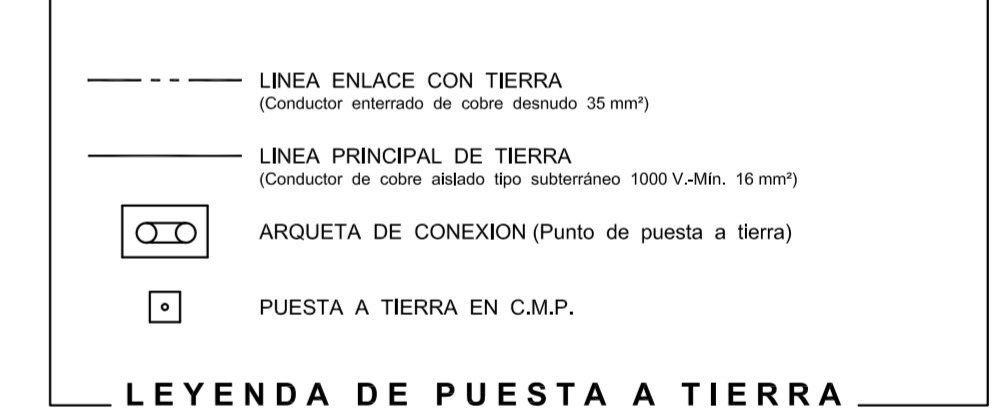 LINEA ENLACE CON TIERRA
(Conductor enterrado de cobre desnudo 35 mm²)
LINEA PRINCIPAL DE TIERRA
(Conductor de cobre aislado tipo subterráneo 1000 V.-Mín. 16 mm²)
ARQUETA DE CONEXION (Punto de puesta a tierra)
PUESTA A TIERRA EN C.M.P.
LEYENDA DE PUESTA A TIERRA